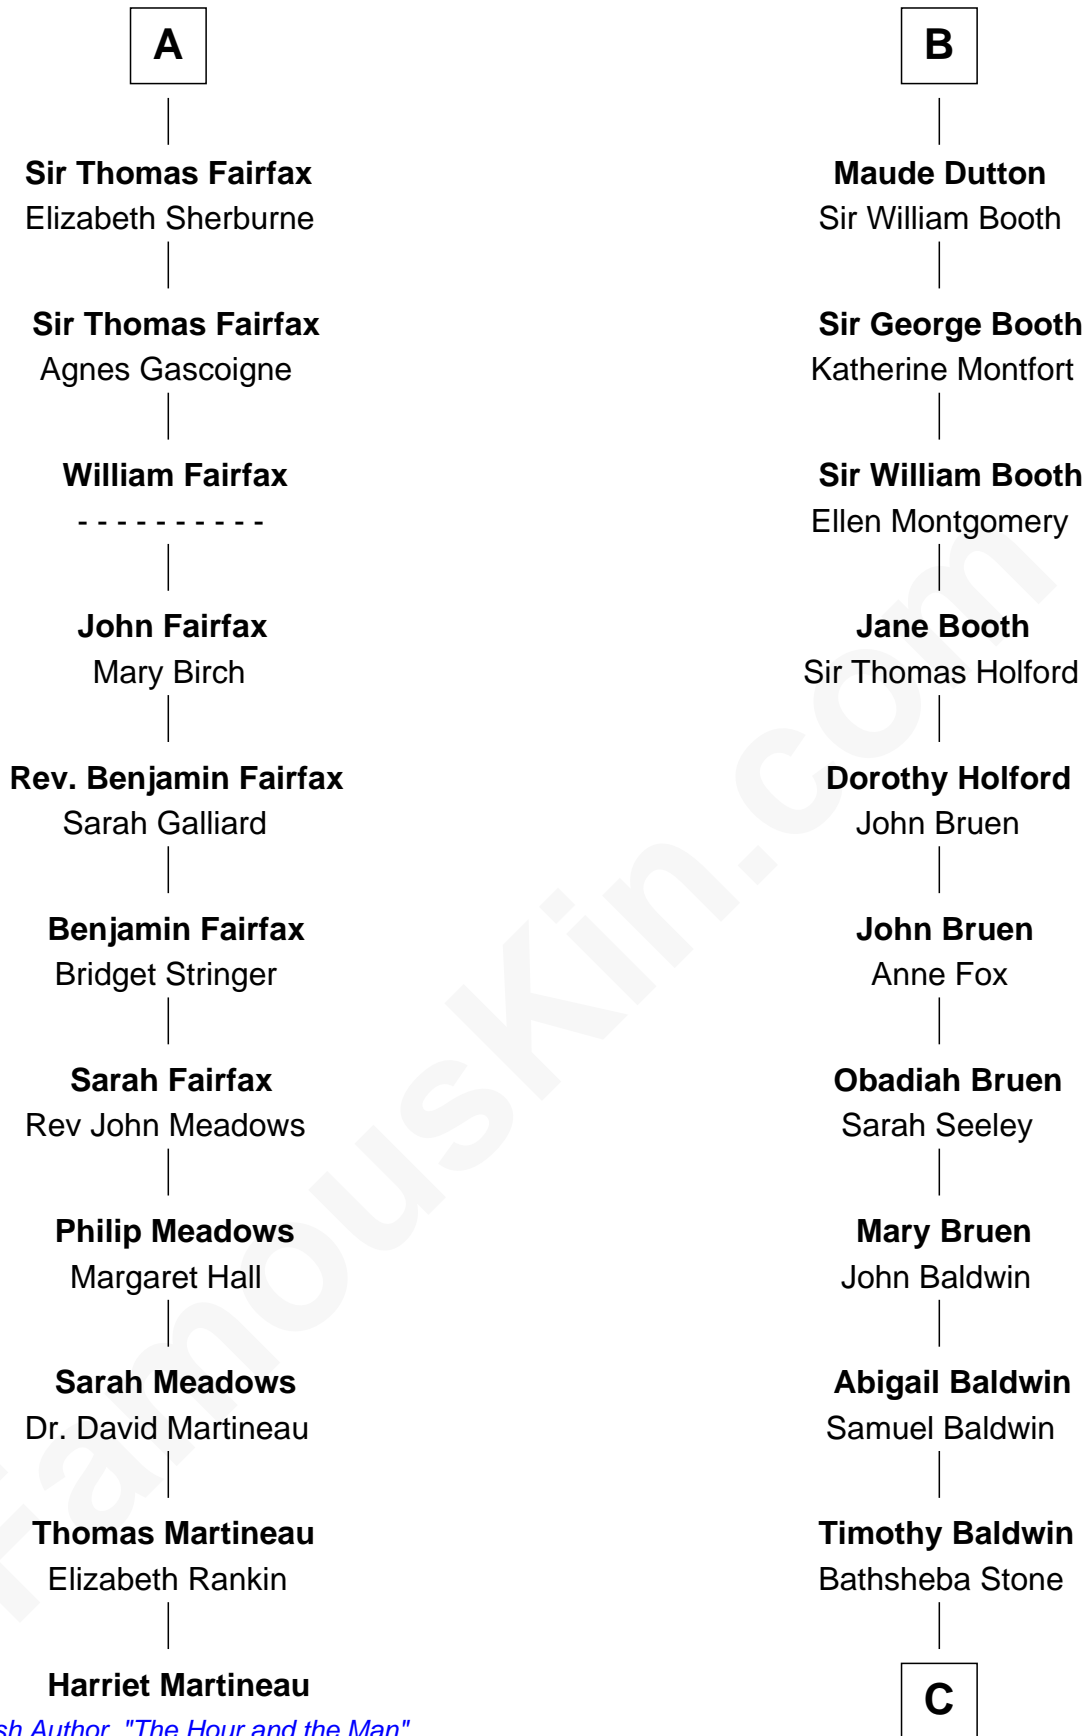 A
Sir Thomas Fairfax
Elizabeth Sherburne
Sir Thomas Fairfax
Agnes Gascoigne
William Fairfax
- - - - - - - - - -
John Fairfax
Mary Birch
Rev. Benjamin Fairfax
Sarah Galliard
Benjamin Fairfax
Bridget Stringer
Sarah Fairfax
Rev John Meadows
Philip Meadows
Margaret Hall
Sarah Meadows
Dr. David Martineau
Thomas Martineau
Elizabeth Rankin
Harriet Martineau
Author, "The Hour and the Man"
B
Maude Dutton
Sir William Booth
Sir George Booth
Katherine Montfort
Sir William Booth
Ellen Montgomery
Jane Booth
Sir Thomas Holford
Dorothy Holford
John Bruen
John Bruen
Anne Fox
Obadiah Bruen
Sarah Seeley
Mary Bruen
John Baldwin
Abigail Baldwin
Samuel Baldwin
Timothy Baldwin
Bathsheba Stone
C
FamousKin.com